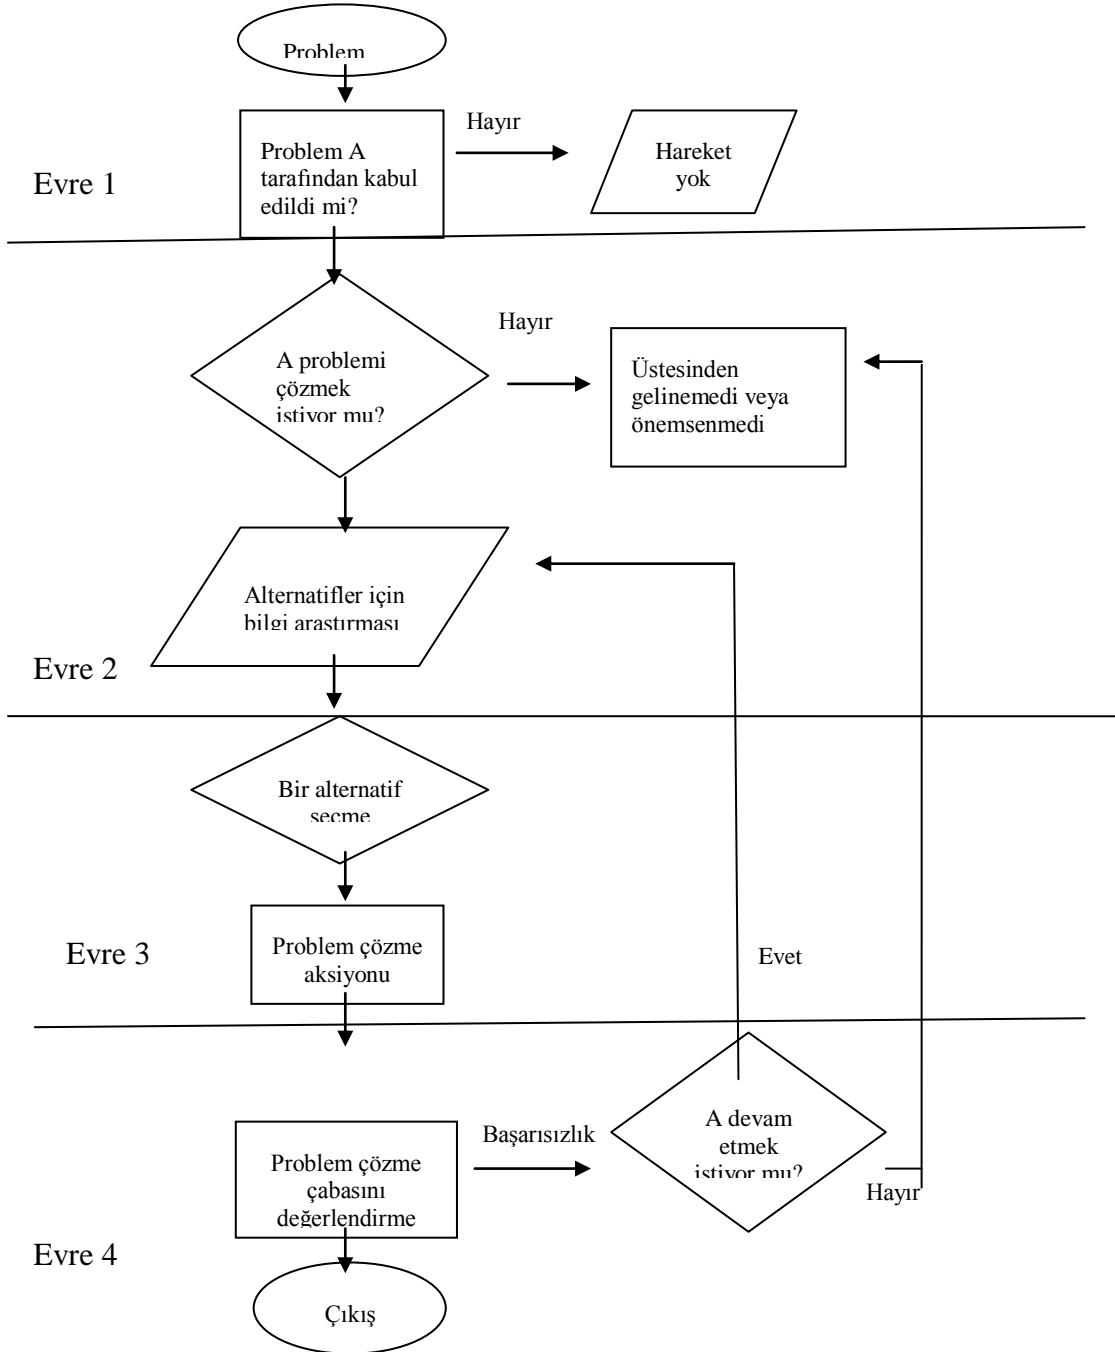 Problem
Hayır
Problem A
tarafından kabul
edildi mi?
Hareket
yok
Evre 1
Hayır
A problemi
çözmek
istiyor mu?
Üstesinden
gelinemedi veya
önemsenmedi
Alternatifler için
bilgi araştırması
Evre 2
Bir alternatif
seçme
Evre 3
Problem çözme
aksiyonu
Evet
Başarısızlık
A devam
etmek
istiyor mu?
Problem çözme
çabasını
değerlendirme
Hayır
Evre 4
Çıkış